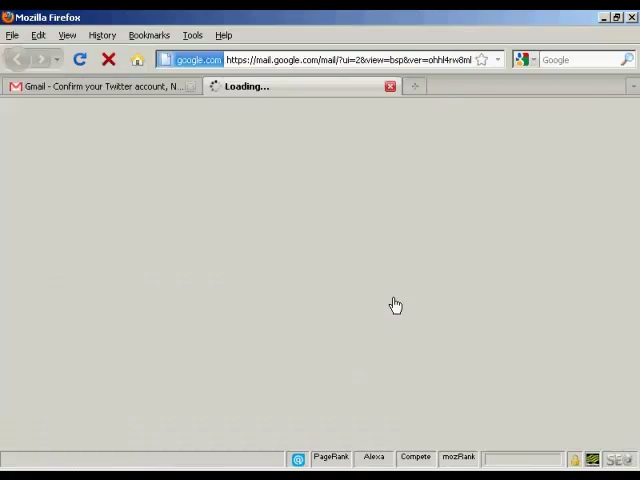 Mozilla Firefox
File Edit View History Bookmarks Tools Help
google.com https://mail.google.com/mail/?ui=2&view=bsp&ver=ohhl4rw8ml Google
Gmail - Confirm your Twitter account, N... Loading...
@ PageRank Alexa Compete mozRank SEO